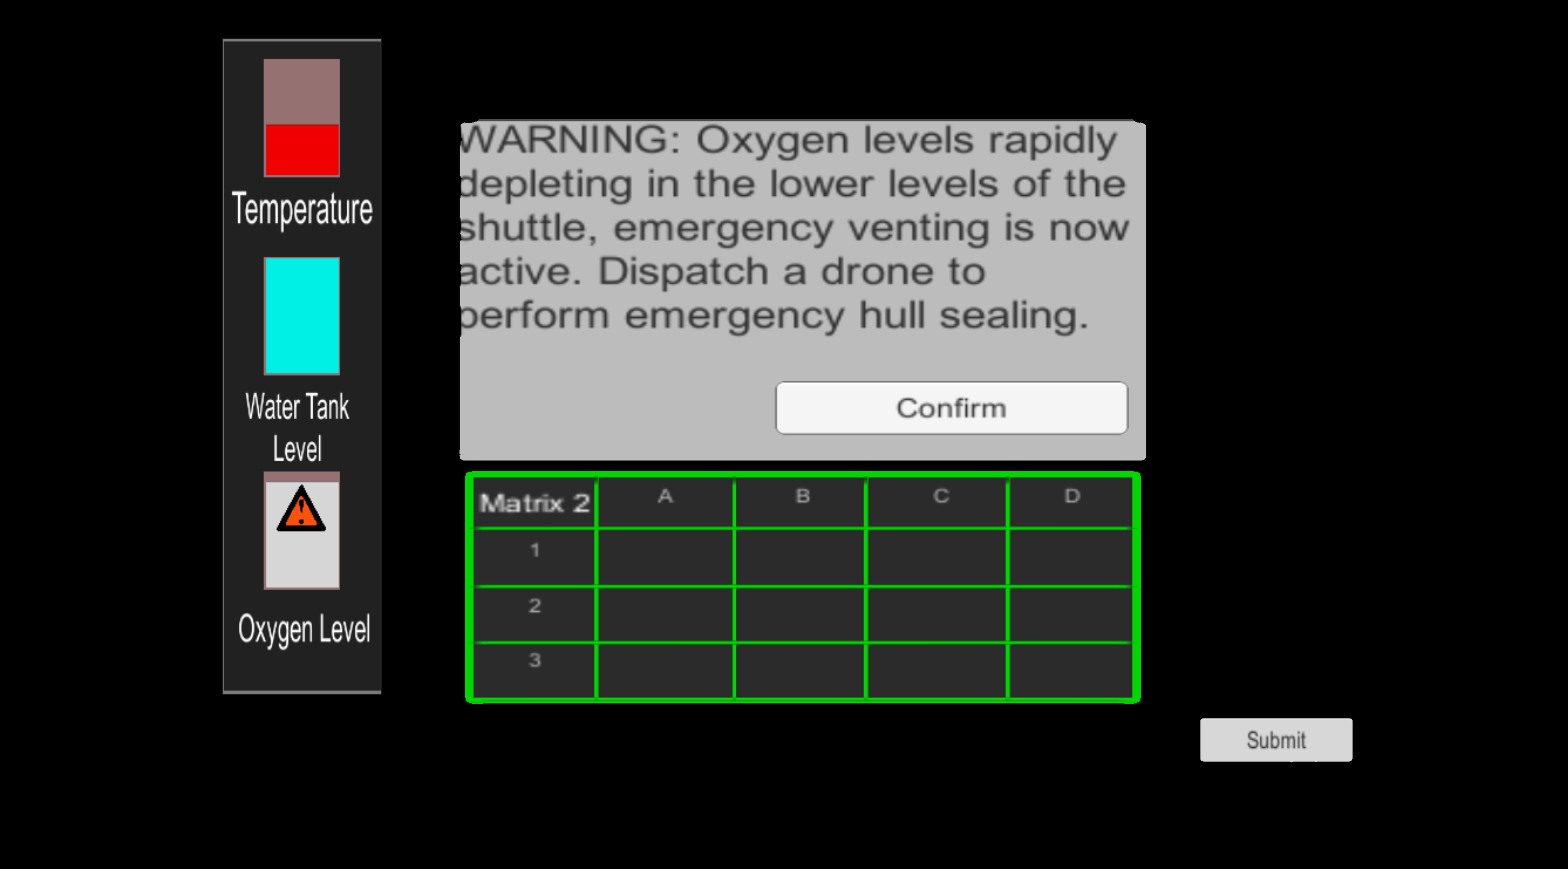 Temperature
Water Tank
Level
Oxygen Level
WARNING: Oxygen levels rapidly
depleting in the lower levels of the
shuttle, emergency venting is now
active. Dispatch a drone to
perform emergency hull sealing.
Confirm
Matrix 2 A B C D
1
2
3
Submit